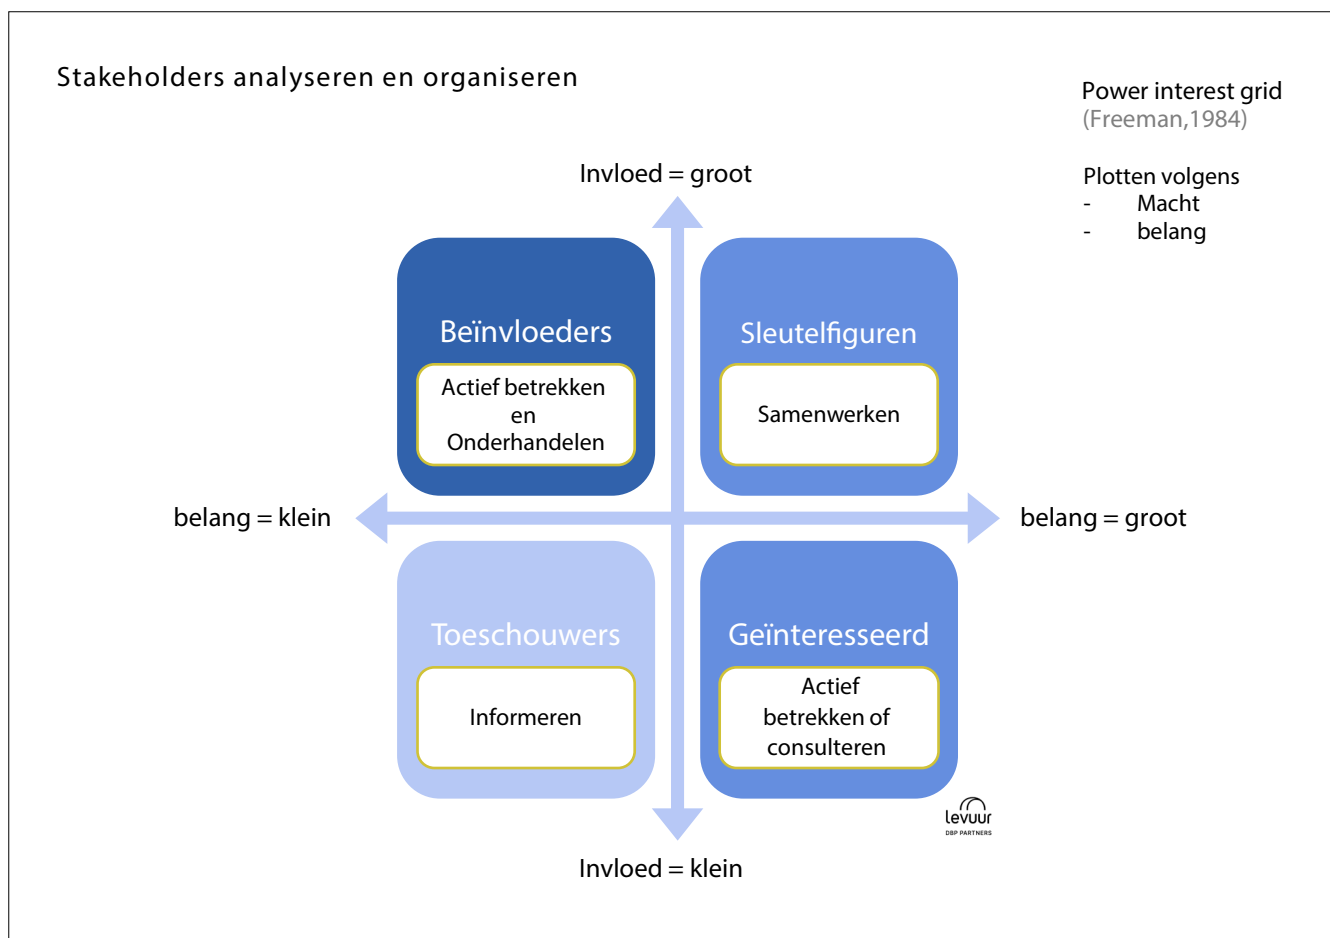 Stakeholders analyseren en organiseren
Power interest grid
(Freeman,1984)
Plotten volgens
- Macht
- belang
Invloed = groot
Beïnvloeders
Actief betrekken
en
Onderhandelen
Sleutelfiguren
Samenwerken
belang = klein
belang = groot
Toeschouwers
Informeren
Geïnteresseerd
Actief
betrekken of
consulteren
levuur
DBP PARTNERS
Invloed = klein